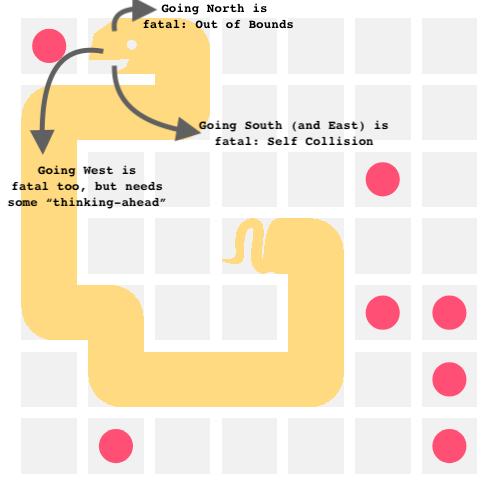 Going North is
fatal: Out of Bounds
Going South (and East) is
fatal: Self Collision
Going West is
fatal too, but needs
some “thinking-ahead”